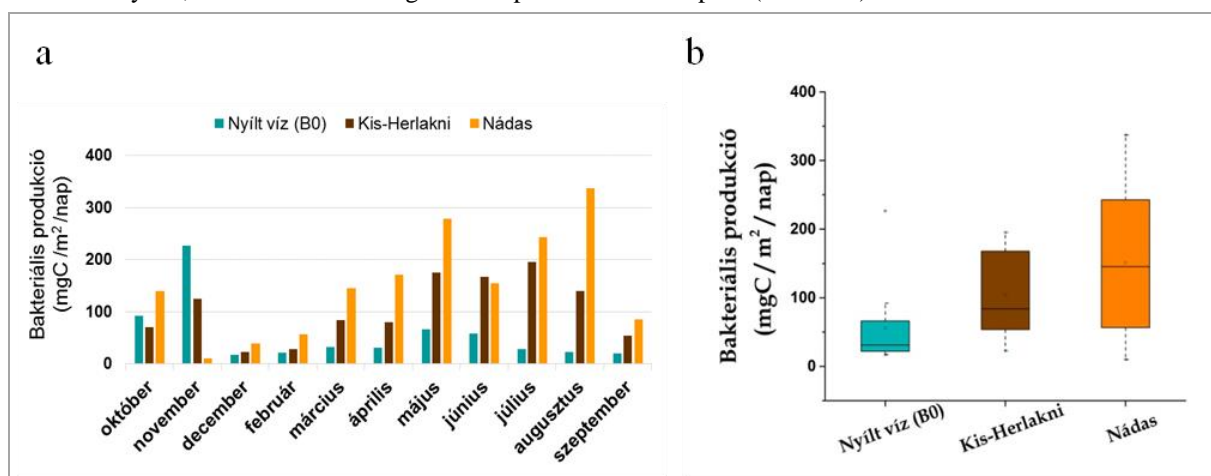 a
Nyílt víz (B0) Kis-Herlakni Nádas
Bakteriális produkció
(mgC /m² /nap)
400
300
200
100
0
október
november
december
február
március
április
május
június
július
augusztus
szeptember
b
Bakteriális produkció
(mgC / m² / nap)
400
300
200
100
0
Nyílt víz (B0)
Kis-Herlakni
Nádas